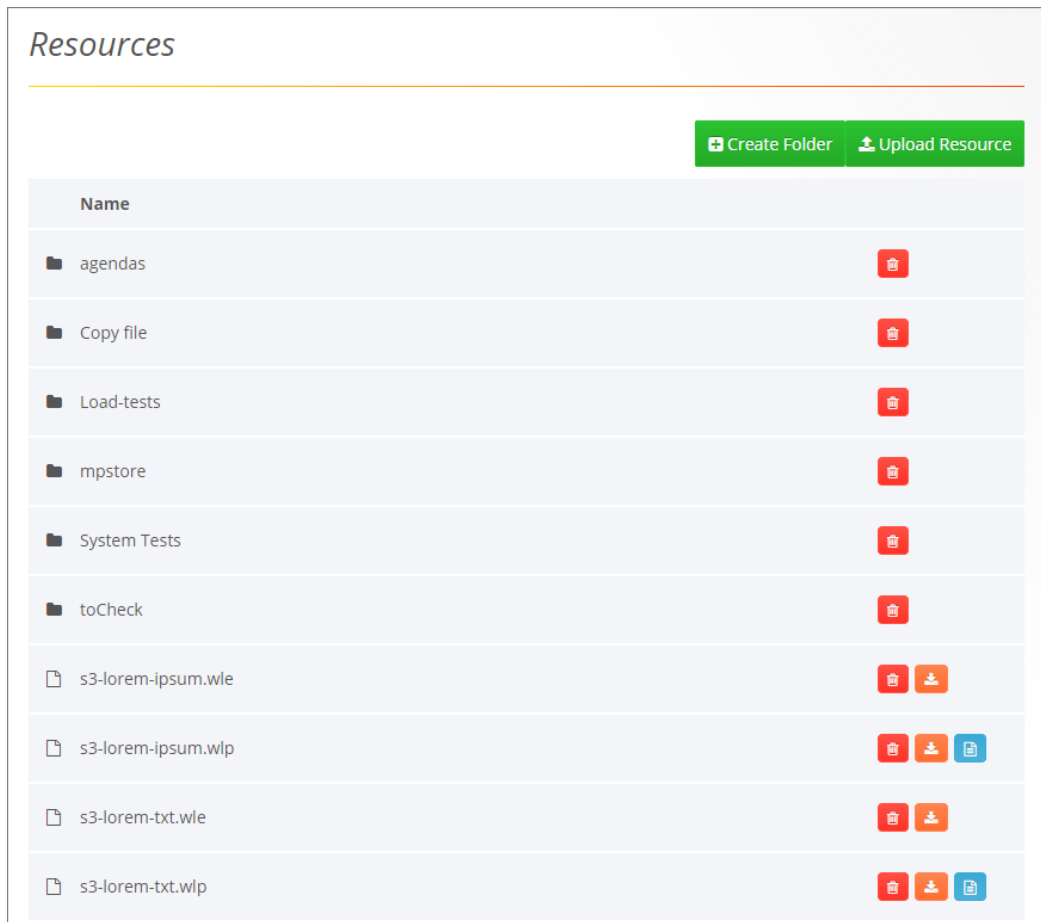 Resources
Create Folder
Upload Resource
Name
agendas
Copy file
Load-tests
mpstore
System Tests
toCheck
s3-lorem-ipsum.wle
s3-lorem-ipsum.wlp
s3-lorem-txt.wle
s3-lorem-txt.wlp